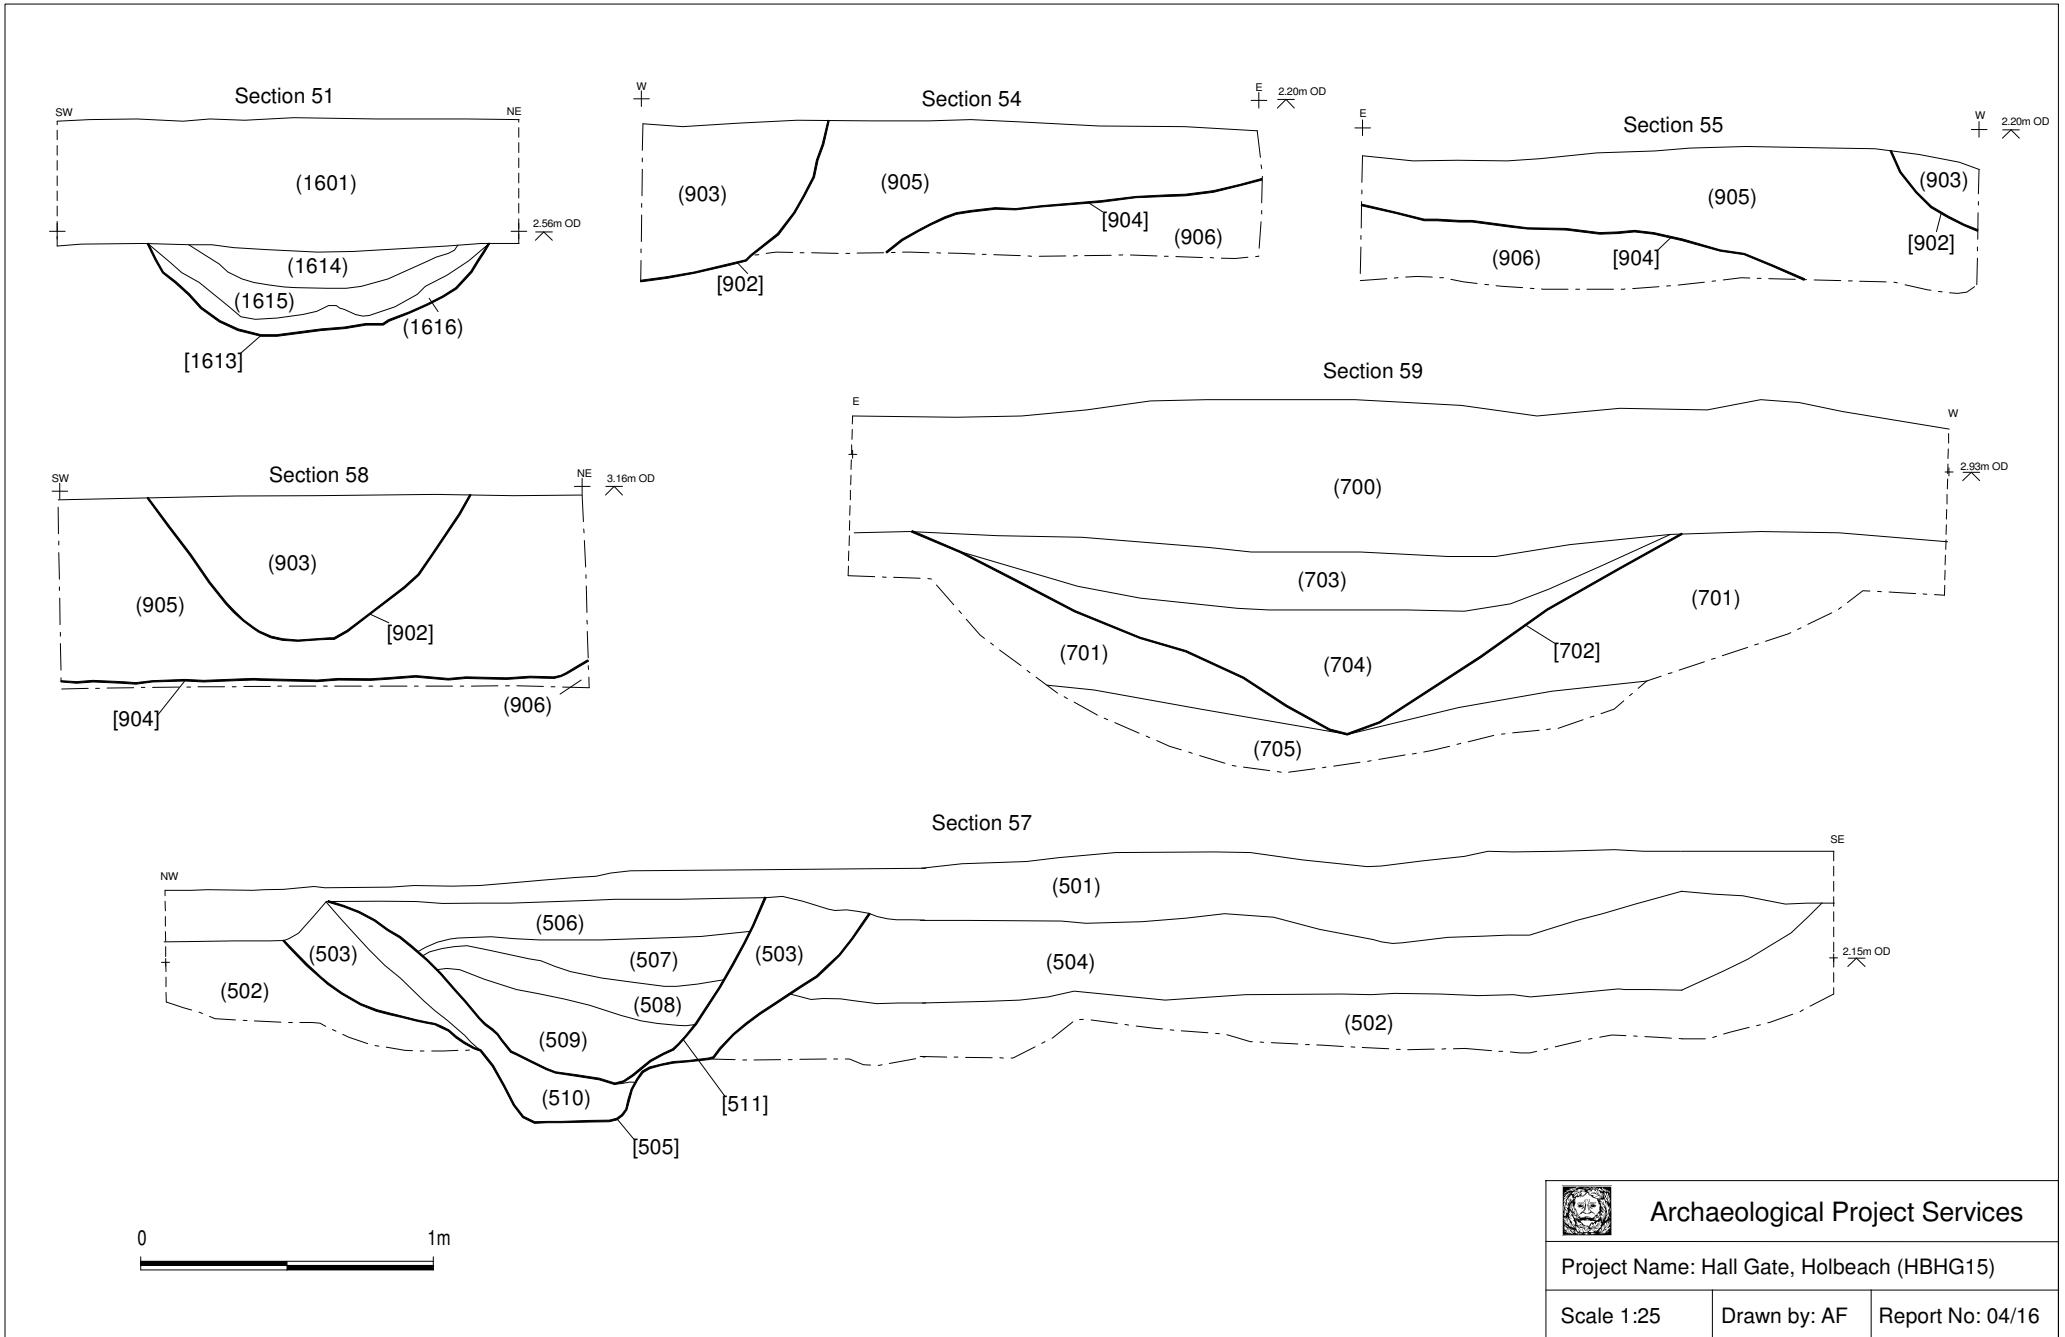 Section 51
SW
NE
(1601)
2.56m OD
(1614)
(1615)
(1616)
[1613]
Section 54
W
E
2.20m OD
(903)
(905)
[904]
(906)
[902]
Section 55
E
W
2.20m OD
(903)
(905)
[902]
(906)
[904]
Section 58
SW
NE
3.16m OD
(903)
(905)
[902]
[904]
(906)
Section 59
E
W
2.93m OD
(700)
(703)
(701)
(701)
(704)
[702]
(705)
Section 57
NW
SE
(501)
(506)
(503)
(507)
(503)
(504)
2.15m OD
(502)
(508)
(509)
(502)
(510)
[511]
[505]
0 1m
Archaeological Project Services
Project Name: Hall Gate, Holbeach (HBHG15)
Scale 1:25
Drawn by: AF
Report No: 04/16